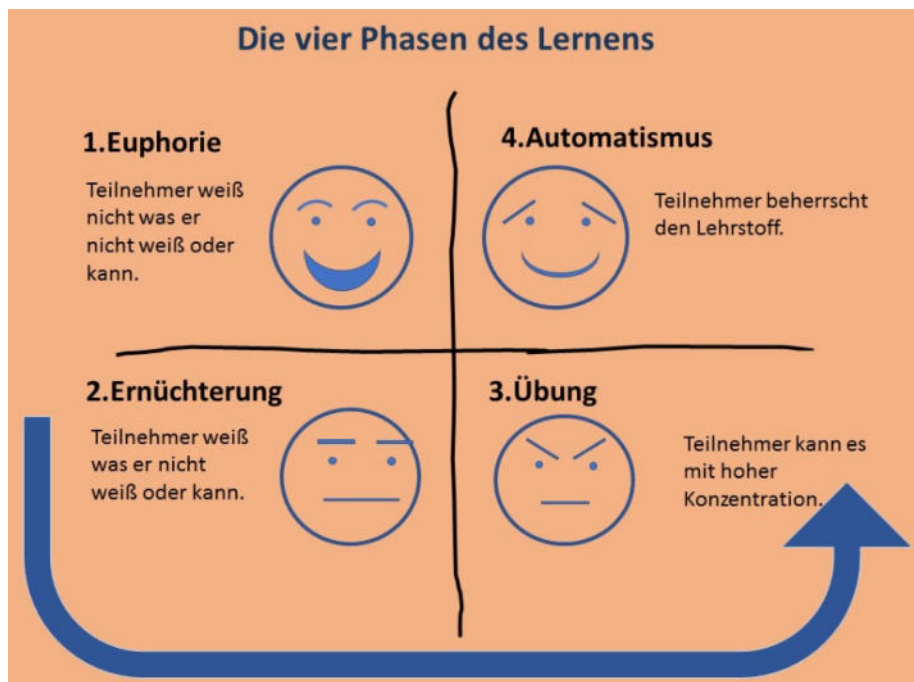 Die vier Phasen des Lernens
1.Euphorie
Teilnehmer weiß
nicht was er
nicht weiß oder
kann.
4.Automatismus
Teilnehmer beherrscht
den Lehrstoff.
2.Ernüchterung
Teilnehmer weiß
was er nicht
weiß oder kann.
3.Übung
Teilnehmer kann es
mit hoher
Konzentration.